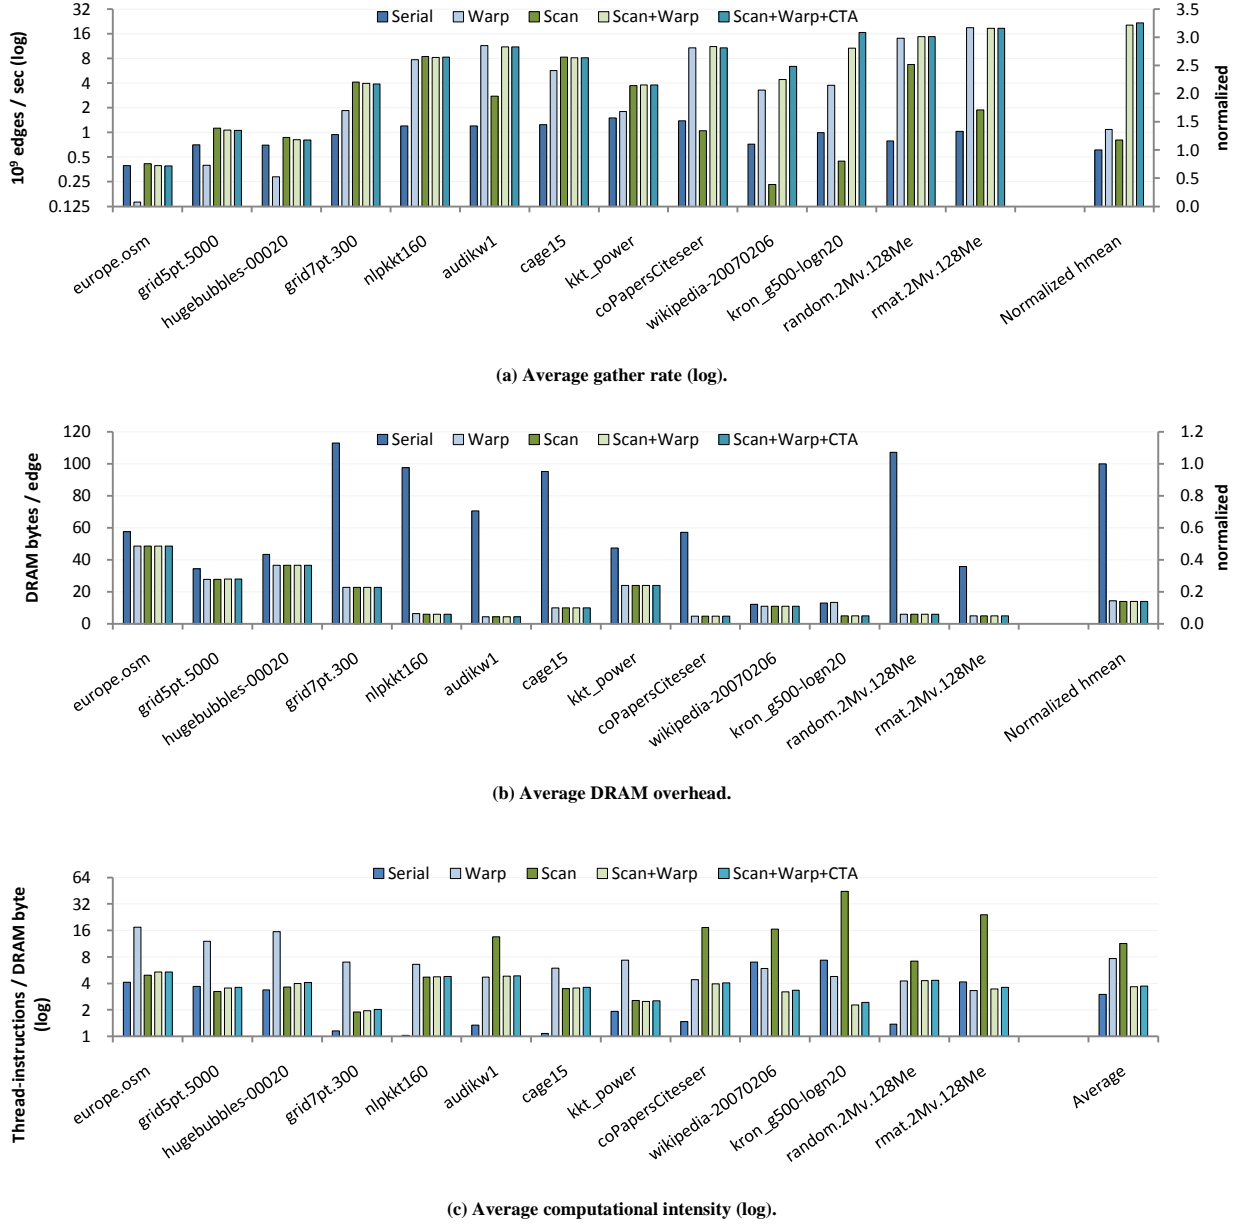 Serial Warp Scan Scan+Warp Scan+Warp+CTA
10⁹ edges / sec (log)
32
16
8
4
2
1
0.5
0.25
0.125
3.5
3.0
2.5
2.0
1.5
1.0
0.5
0.0
normalized
europe.osm
grid5pt.5000
hugebubbles-00020
grid7pt.300
nlpkkt160
audikw1
cage15
kkt_power
coPapersCiteseer
wikipedia-20070206
kron_g500-logn20
random.2Mv.128Me
rmat.2Mv.128Me
Normalized hmean
(a) Average gather rate (log).
Serial Warp Scan Scan+Warp Scan+Warp+CTA
DRAM bytes / edge
120
100
80
60
40
20
0
1.2
1.0
0.8
0.6
0.4
0.2
0.0
normalized
europe.osm
grid5pt.5000
hugebubbles-00020
grid7pt.300
nlpkkt160
audikw1
cage15
kkt_power
coPapersCiteseer
wikipedia-20070206
kron_g500-logn20
random.2Mv.128Me
rmat.2Mv.128Me
Normalized hmean
(b) Average DRAM overhead.
Serial Warp Scan Scan+Warp Scan+Warp+CTA
Thread-instructions / DRAM byte
(log)
64
32
16
8
4
2
1
europe.osm
grid5pt.5000
hugebubbles-00020
grid7pt.300
nlpkkt160
audikw1
cage15
kkt_power
coPapersCiteseer
wikipedia-20070206
kron_g500-logn20
random.2Mv.128Me
rmat.2Mv.128Me
Average
(c) Average computational intensity (log).